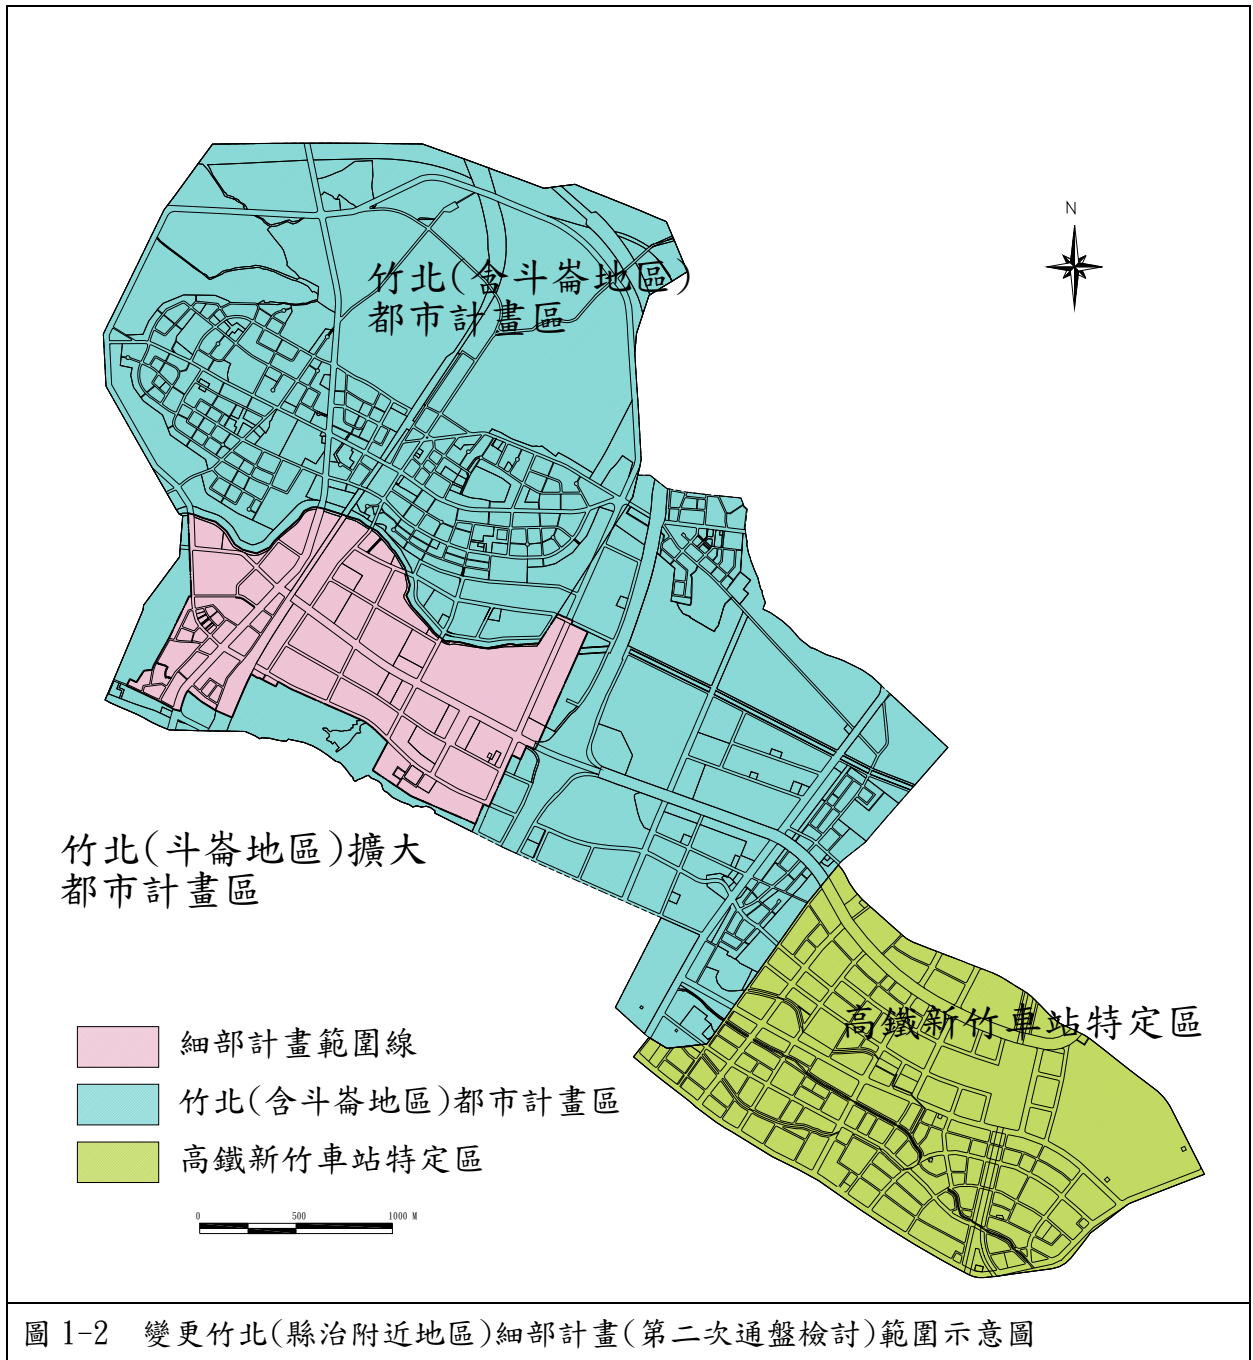 N
竹北(含斗崙地區)
都市計畫區
竹北(斗崙地區)擴大
都市計畫區
高鐵新竹車站特定區
細部計畫範圍線
竹北(含斗崙地區)都市計畫區
高鐵新竹車站特定區
0 500 1000 M
圖 1-2 變更竹北(縣治附近地區)細部計畫(第二次通盤檢討)範圍示意圖